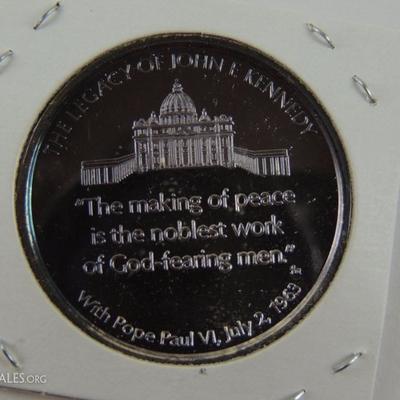 THE LEGACY OF JOHN F. KENNEDY
"The making of peace
is the noblest work
of God-fearing men."
With Pope Paul VI, July 2, 1963
ALES.ORG